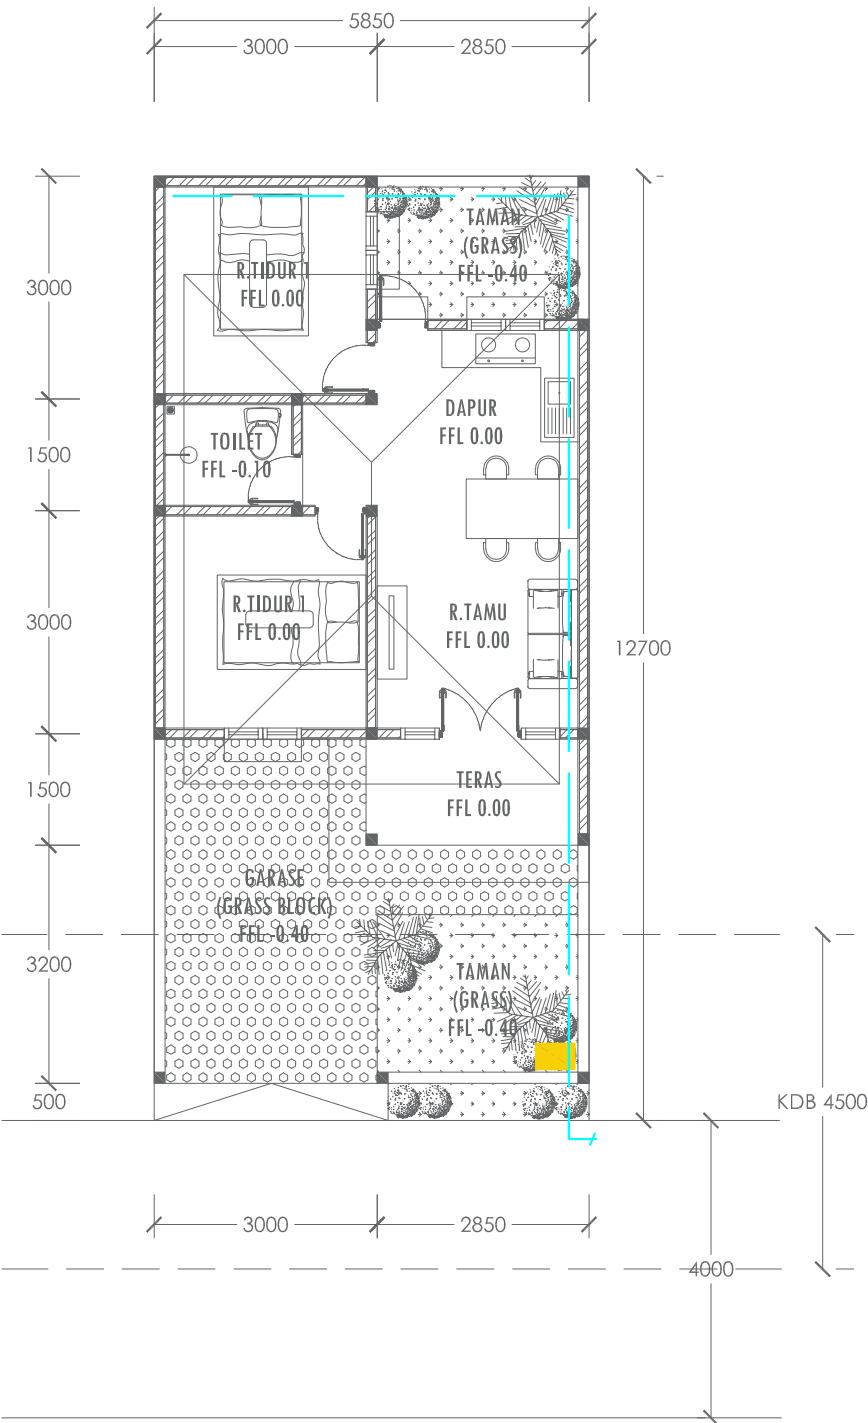 5850
3000
2850
TAMAN
(GRASS)
FFL -0.40
R.TIDUR 1
FFL 0.00
3000
DAPUR
FFL 0.00
TOILET
FFL -0.10
1500
R.TIDUR 1
FFL 0.00
R.TAMU
FFL 0.00
3000
12700
TERAS
FFL 0.00
1500
GARASE
(GRASS BLOCK)
FFL -0.40
3200
TAMAN
(GRASS)
FFL -0.40
500
KDB 4500
3000
2850
4000